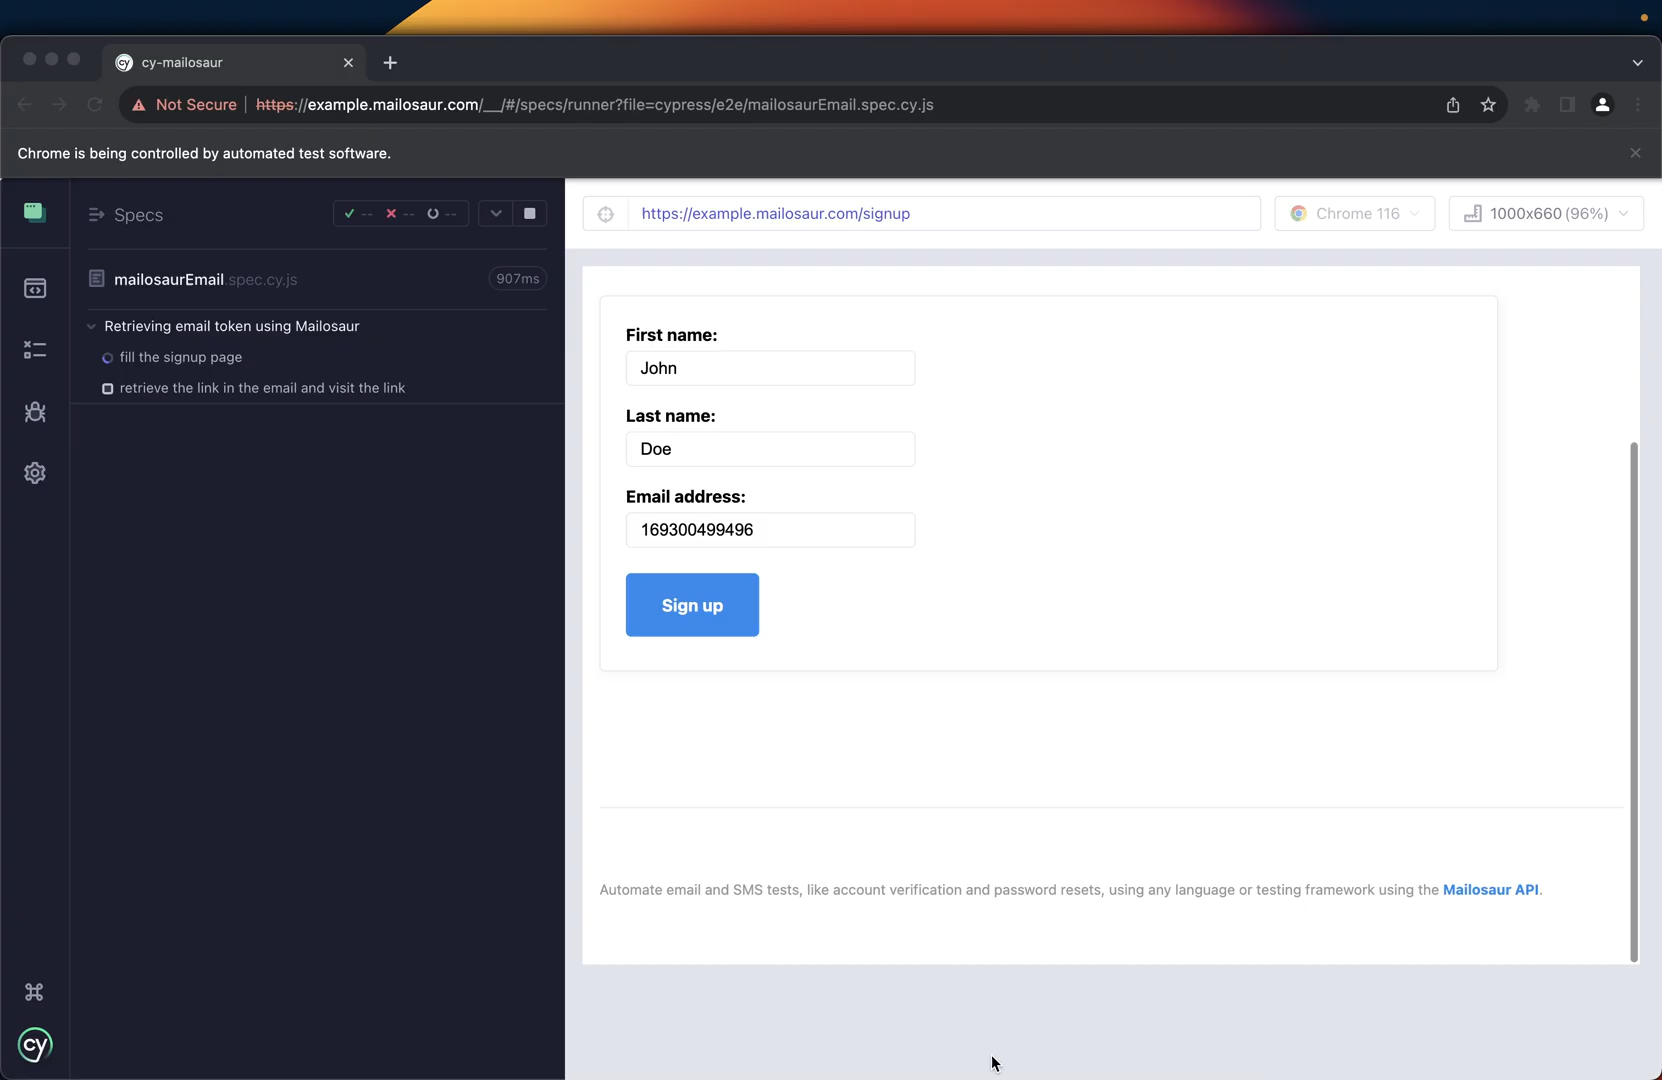 cy-mailosaur
Not Secure
https://example.mailosaur.com/__/#/specs/runner?file=cypress/e2e/mailosaurEmail.spec.cy.js
Chrome is being controlled by automated test software.
Specs
-- -- --
https://example.mailosaur.com/signup
Chrome 116
1000x660 (96%)
mailosaurEmail.spec.cy.js
907ms
Retrieving email token using Mailosaur
fill the signup page
retrieve the link in the email and visit the link
First name:
John
Last name:
Doe
Email address:
169300499496
Sign up
Automate email and SMS tests, like account verification and password resets, using any language or testing framework using the Mailosaur API.
cy